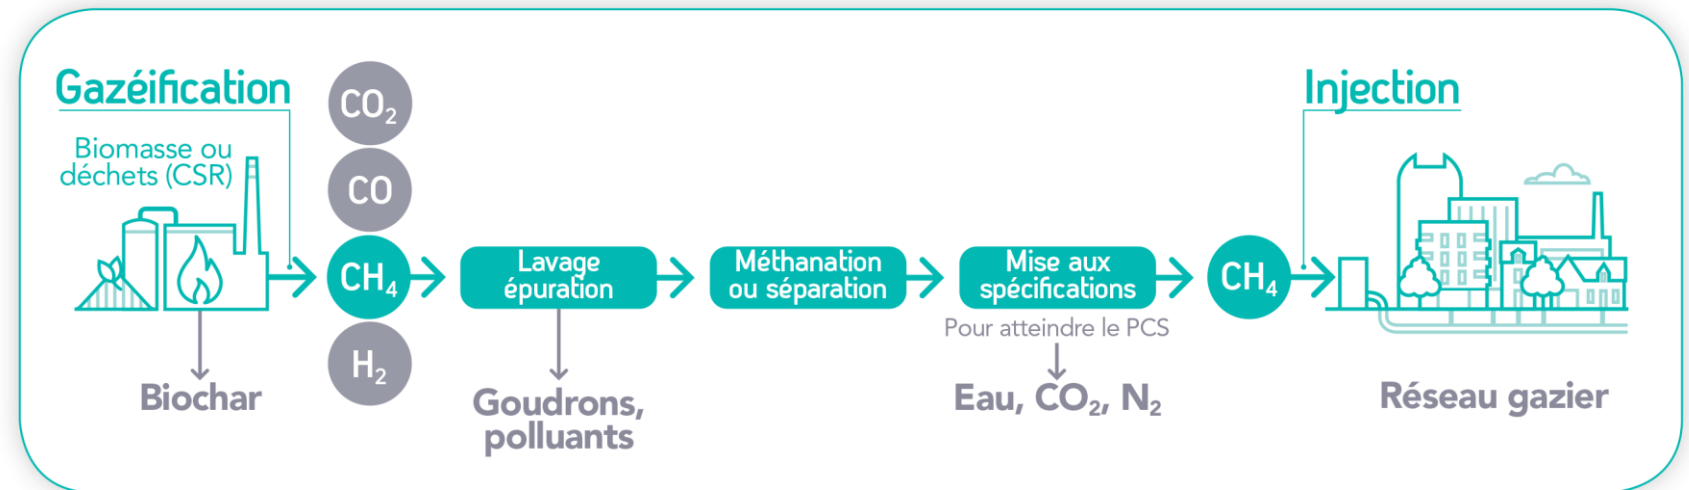 Gazéification
Biomasse ou
déchets (CSR)
Biochar
CO₂
CO
CH₄
H₂
Lavage
épuration
Goudrons,
polluants
Méthanation
ou séparation
Mise aux
spécifications
Pour atteindre le PCS
Eau, CO₂, N₂
CH₄
Injection
Réseau gazier